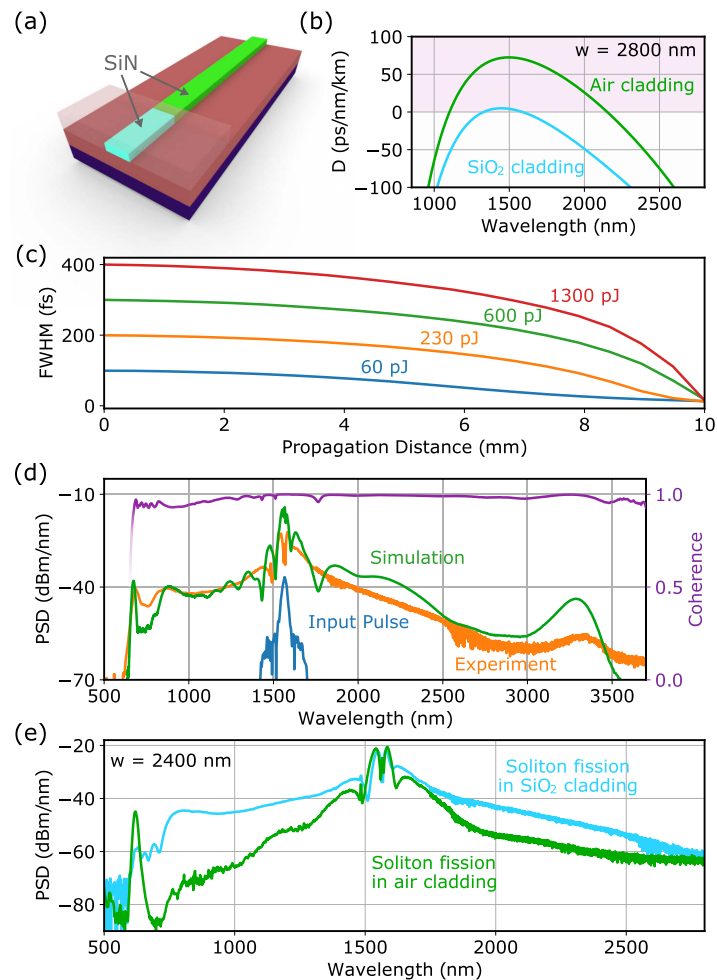 (a)
SiN
(b)
100
50
0
−50
−100
D (ps/nm/km)
w = 2800 nm
Air cladding
SiO₂ cladding
1000
1500
2000
2500
Wavelength (nm)
(c)
400
200
0
FWHM (fs)
1300 pJ
600 pJ
230 pJ
60 pJ
0
2
4
6
8
10
Propagation Distance (mm)
(d)
−10
−40
−70
PSD (dBm/nm)
Simulation
Input Pulse
Experiment
1.0
0.5
0.0
Coherence
500
1000
1500
2000
2500
3000
3500
Wavelength (nm)
(e)
−20
−40
−60
−80
PSD (dBm/nm)
w = 2400 nm
Soliton fission
in SiO₂ cladding
Soliton fission
in air cladding
500
1000
1500
2000
2500
Wavelength (nm)